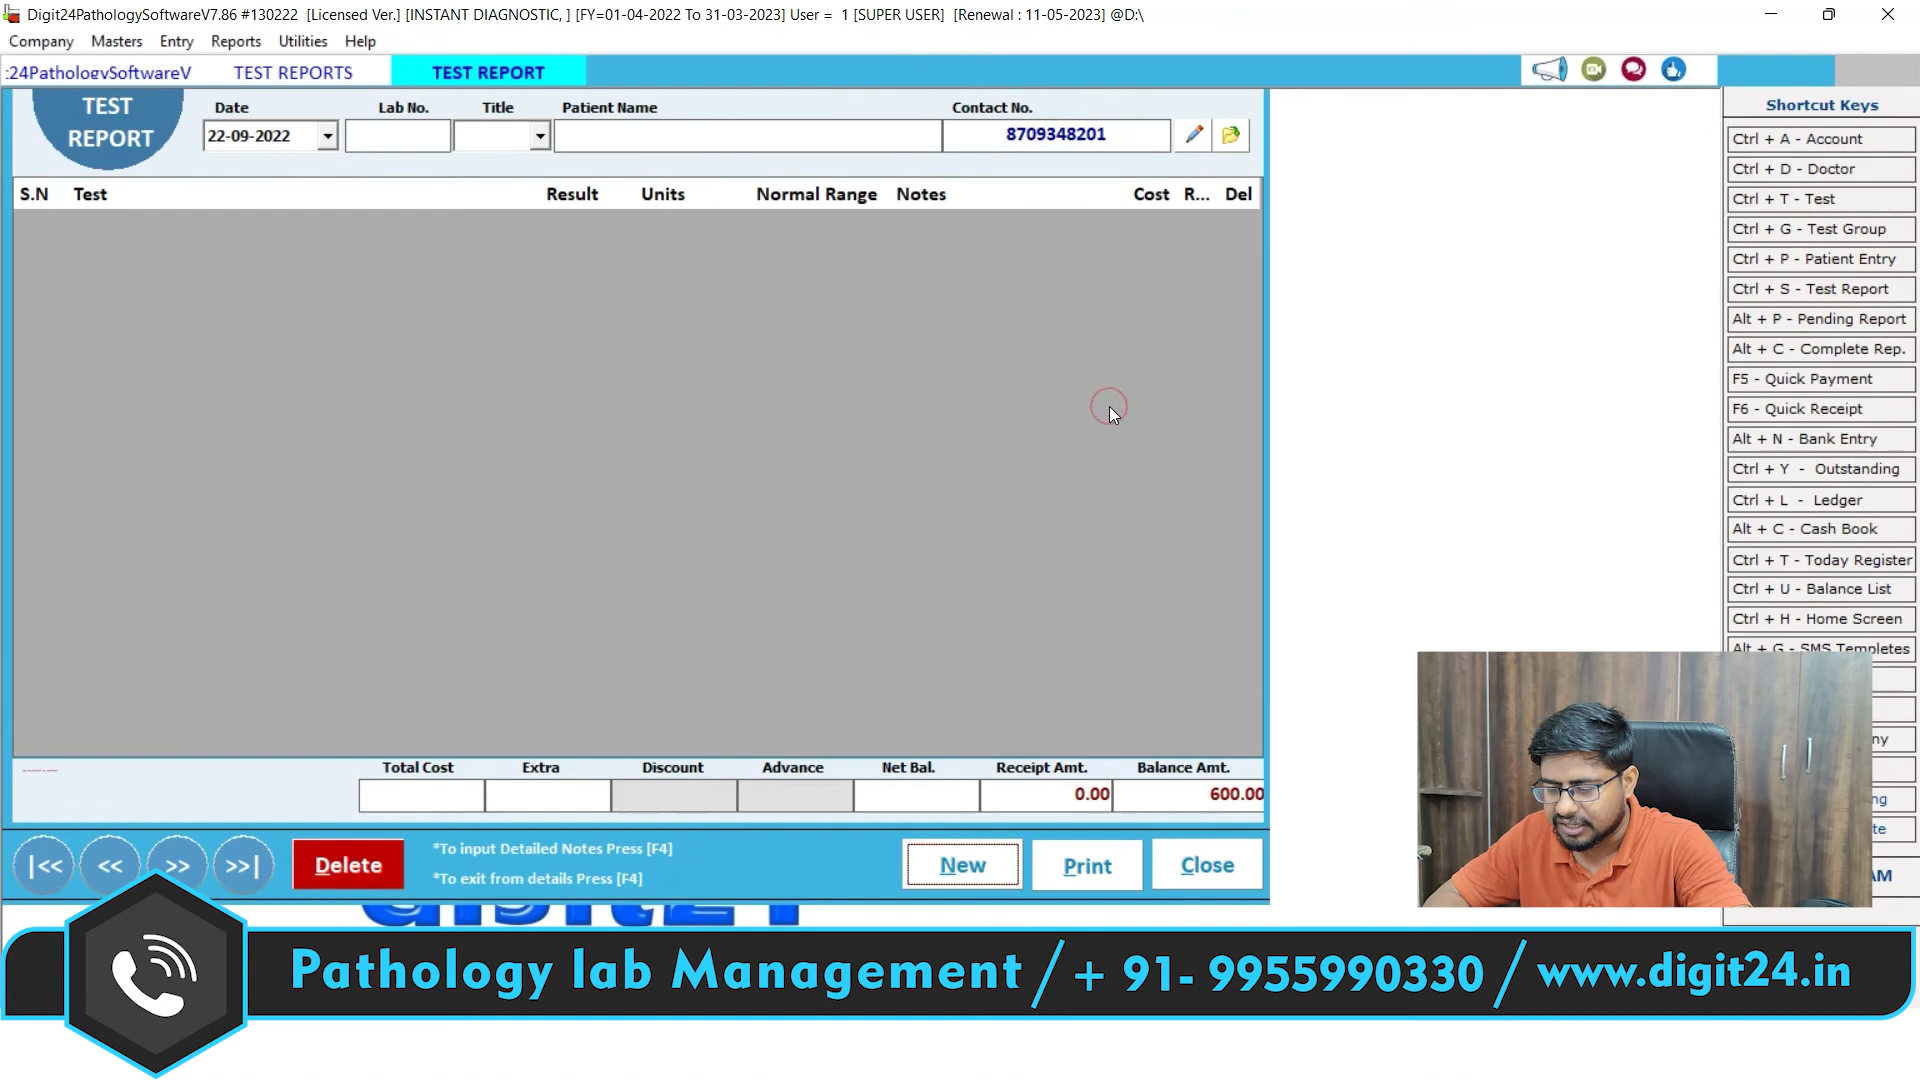 Digit24PathologySoftwareV7.86 #130222 [Licensed Ver.] [INSTANT DIAGNOSTIC, ] [FY=01-04-2022 To 31-03-2023] User = 1 [SUPER USER] [Renewal : 11-05-2023] @D:\
Company Masters Entry Reports Utilities Help
:24PathologySoftwareV TEST REPORTS TEST REPORT
TEST REPORT
Date Lab No. Title Patient Name Contact No.
22-09-2022 8709348201
S.N Test Result Units Normal Range Notes Cost R... Del
Total Cost Extra Discount Advance Net Bal. Receipt Amt. Balance Amt.
0.00 600.00
|<< << >> >>| Delete
*To input Detailed Notes Press [F4]
*To exit from details Press [F4]
New Print Close
Shortcut Keys
Ctrl + A - Account
Ctrl + D - Doctor
Ctrl + T - Test
Ctrl + G - Test Group
Ctrl + P - Patient Entry
Ctrl + S - Test Report
Alt + P - Pending Report
Alt + C - Complete Rep.
F5 - Quick Payment
F6 - Quick Receipt
Alt + N - Bank Entry
Ctrl + Y - Outstanding
Ctrl + L - Ledger
Alt + C - Cash Book
Ctrl + T - Today Register
Ctrl + U - Balance List
Ctrl + H - Home Screen
Alt + G - SMS Templetes
ny
ng
te
AM
digit24
Pathology lab Management / + 91- 9955990330 / www.digit24.in